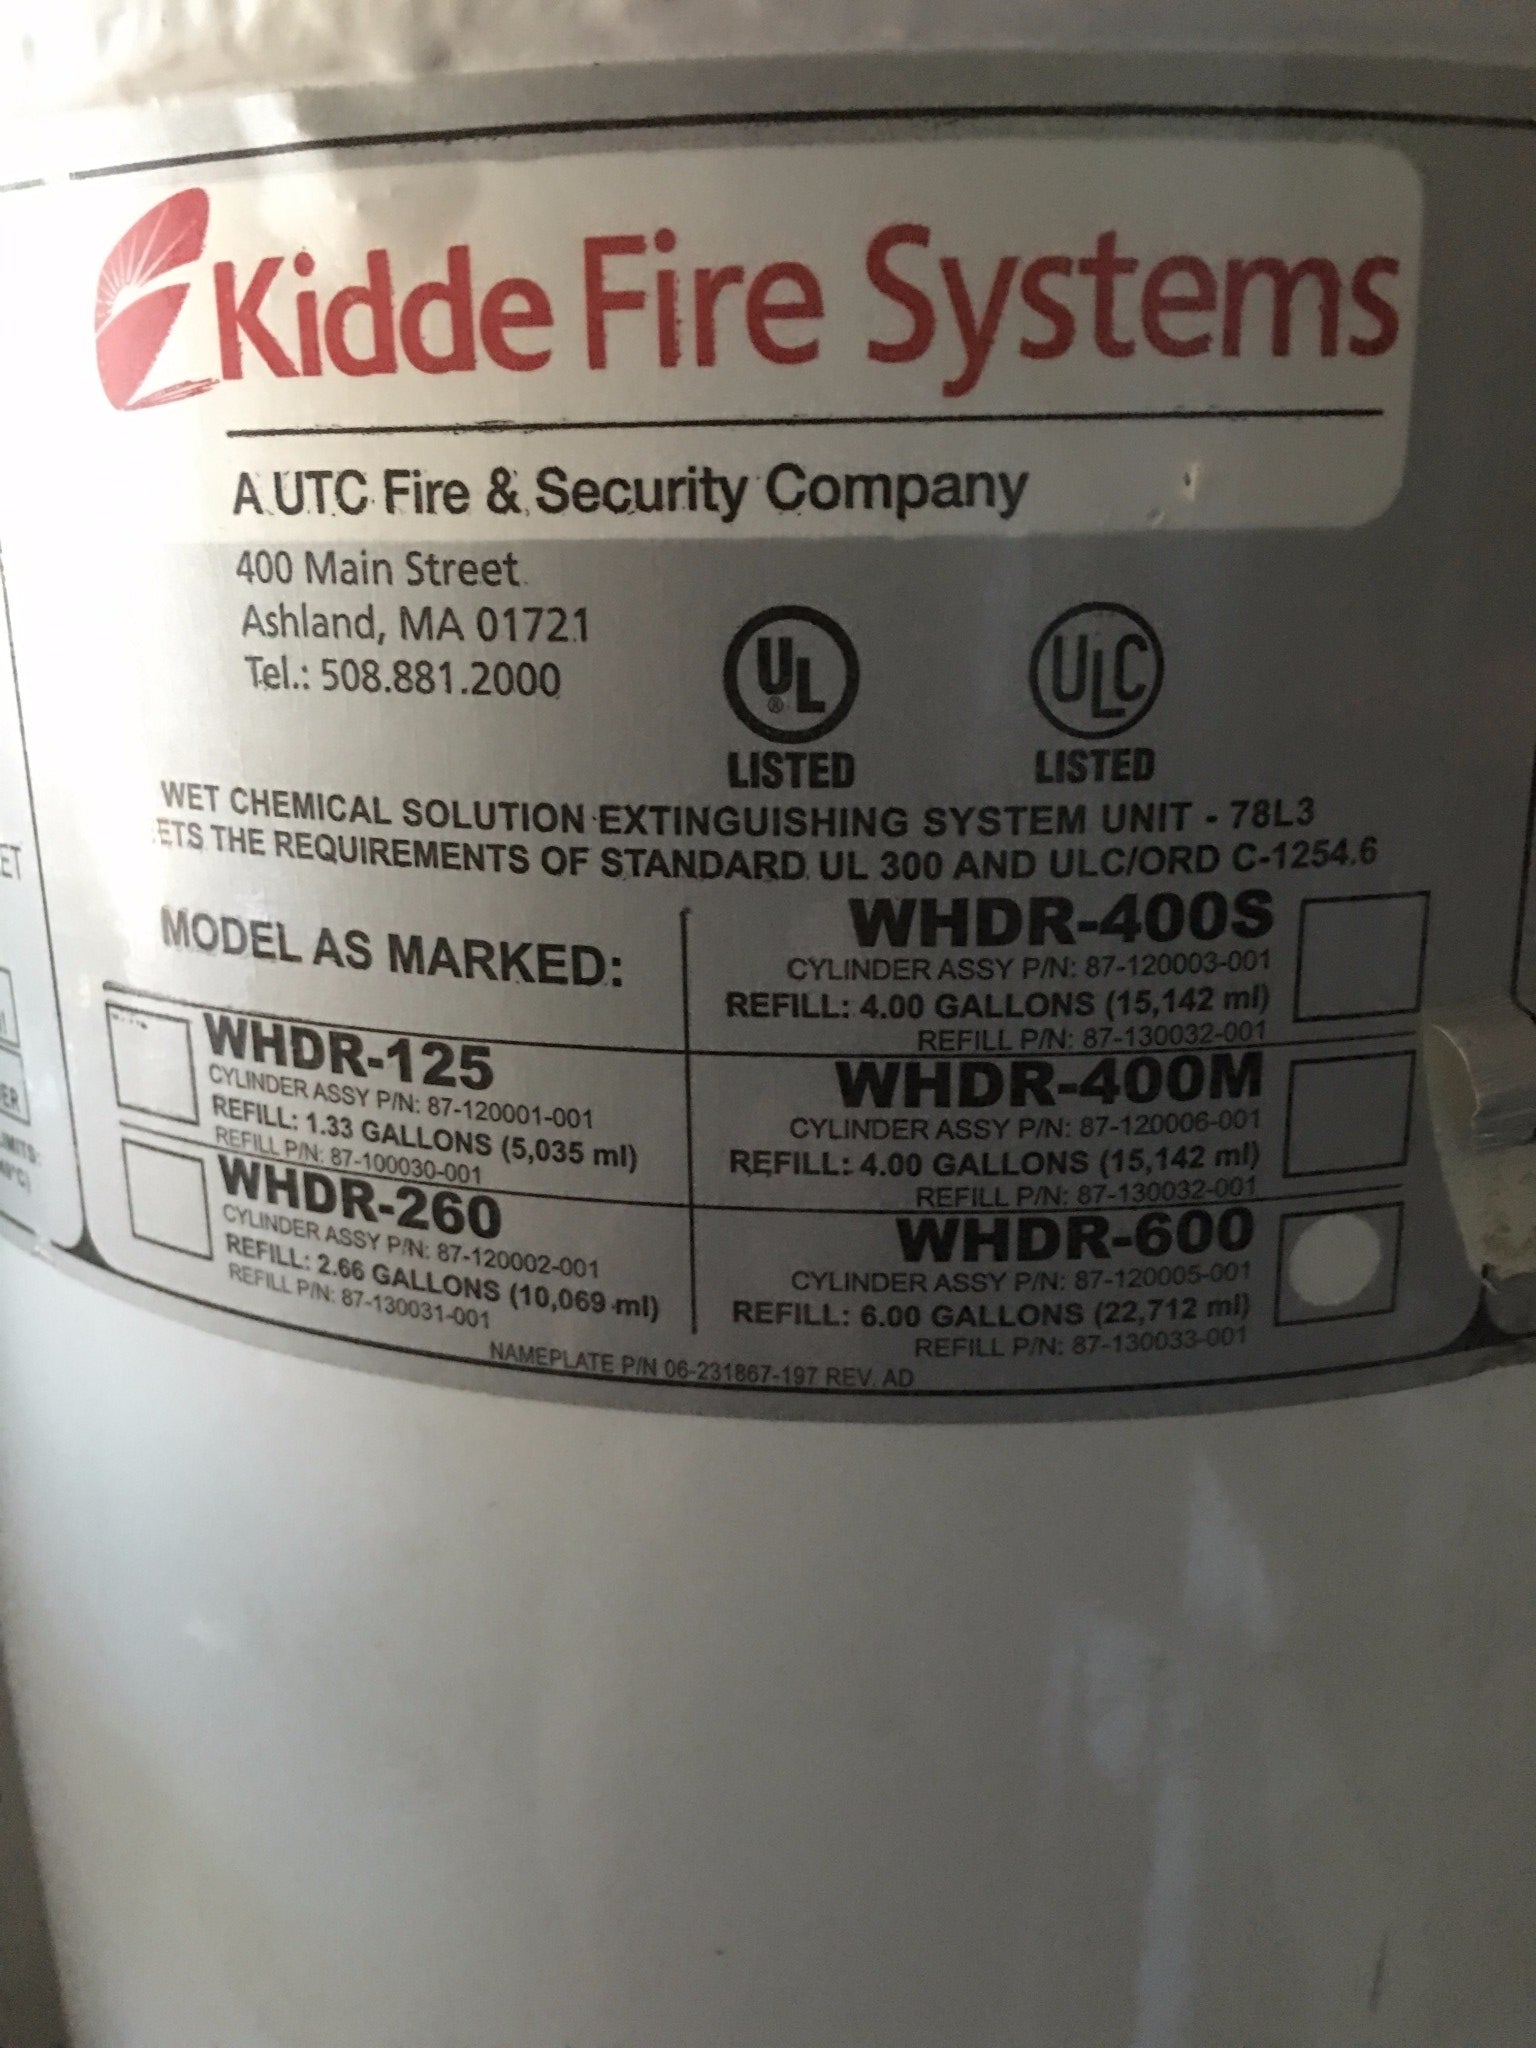 Kidde Fire Systems
A UTC Fire & Security Company
400 Main Street
Ashland, MA 01721
Tel.: 508.881.2000
UL®
LISTED
ULC
LISTED
WET CHEMICAL SOLUTION EXTINGUISHING SYSTEM UNIT - 78L3
ETS THE REQUIREMENTS OF STANDARD UL 300 AND ULC/ORD C-1254.6
MODEL AS MARKED:
WHDR-125
CYLINDER ASSY P/N: 87-120001-001
REFILL: 1.33 GALLONS (5,035 ml)
REFILL P/N: 87-100030-001
WHDR-260
CYLINDER ASSY P/N: 87-120002-001
REFILL: 2.66 GALLONS (10,069 ml)
REFILL P/N: 87-130031-001
WHDR-400S
CYLINDER ASSY P/N: 87-120003-001
REFILL: 4.00 GALLONS (15,142 ml)
REFILL P/N: 87-130032-001
WHDR-400M
CYLINDER ASSY P/N: 87-120006-001
REFILL: 4.00 GALLONS (15,142 ml)
REFILL P/N: 87-130032-001
WHDR-600
CYLINDER ASSY P/N: 87-120005-001
REFILL: 6.00 GALLONS (22,712 ml)
REFILL P/N: 87-130033-001
NAMEPLATE P/N 06-231867-197 REV. AD